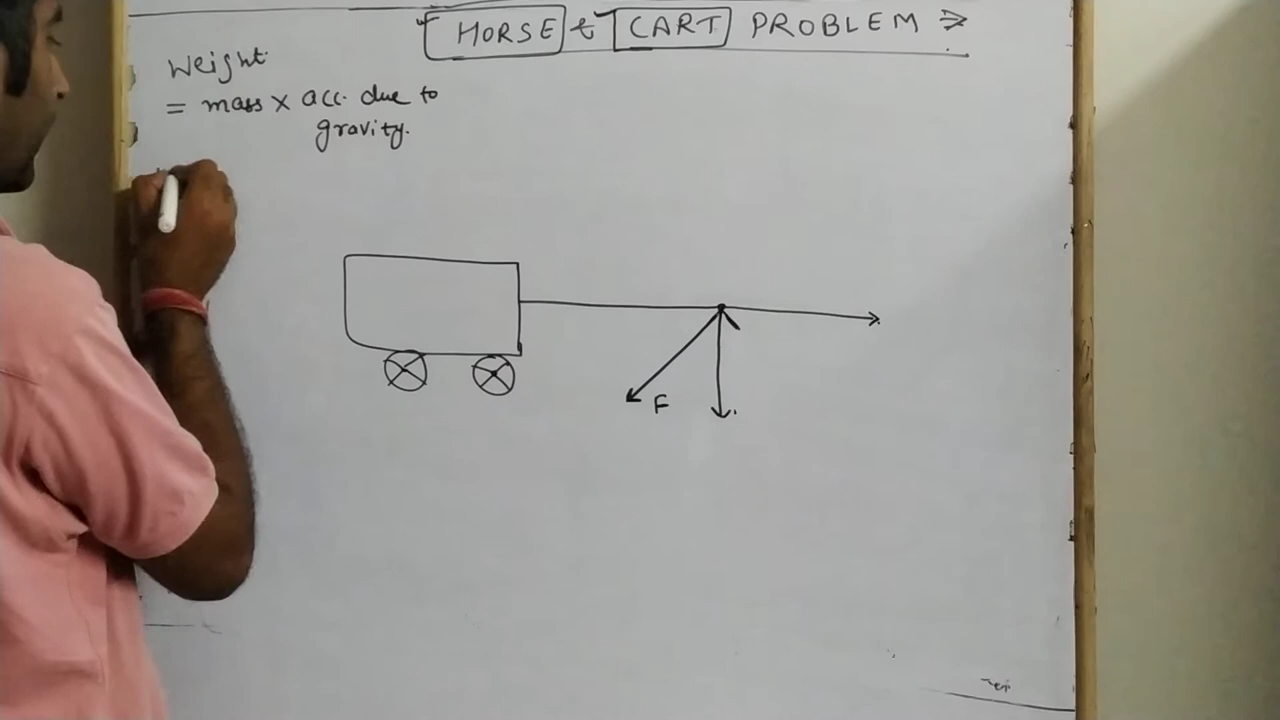 HORSE & CART PROBLEM ⇒
Weight
= mass × acc. due to
gravity.
F